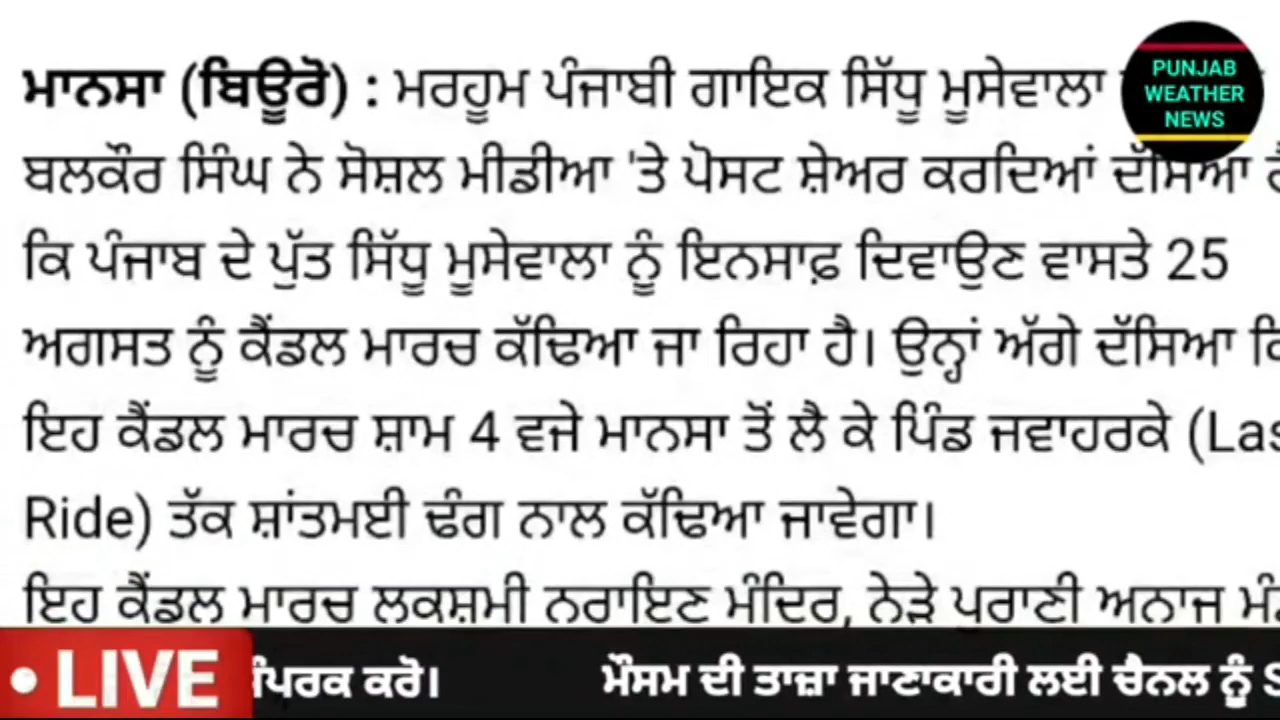 ਮਾਨਸਾ (ਬਿਊਰੋ) : ਮਰਹੂਮ ਪੰਜਾਬੀ ਗਾਇਕ ਸਿੱਧੂ ਮੂਸੇਵਾਲਾ
PUNJAB
WEATHER
NEWS
ਬਲਕੌਰ ਸਿੰਘ ਨੇ ਸੋਸ਼ਲ ਮੀਡੀਆ 'ਤੇ ਪੋਸਟ ਸ਼ੇਅਰ ਕਰਦਿਆਂ ਦੱਸਿਆ
ਕਿ ਪੰਜਾਬ ਦੇ ਪੁੱਤ ਸਿੱਧੂ ਮੂਸੇਵਾਲਾ ਨੂੰ ਇਨਸਾਫ਼ ਦਿਵਾਉਣ ਵਾਸਤੇ 25
ਅਗਸਤ ਨੂੰ ਕੈਂਡਲ ਮਾਰਚ ਕੱਢਿਆ ਜਾ ਰਿਹਾ ਹੈ। ਉਨ੍ਹਾਂ ਅੱਗੇ ਦੱਸਿਆ
ਇਹ ਕੈਂਡਲ ਮਾਰਚ ਸ਼ਾਮ 4 ਵਜੇ ਮਾਨਸਾ ਤੋਂ ਲੈ ਕੇ ਪਿੰਡ ਜਵਾਹਰਕੇ
Ride) ਤੱਕ ਸ਼ਾਂਤਮਈ ਢੰਗ ਨਾਲ ਕੱਢਿਆ ਜਾਵੇਗਾ।
ਇਹ ਕੈਂਡਲ ਮਾਰਚ ਲਕਸ਼ਮੀ ਨਰਾਇਣ ਮੰਦਿਰ, ਨੇੜੇ ਪੁਰਾਣੀ ਅਨਾਜ
LIVE
ਕਰੋ। ਮੌਸਮ ਦੀ ਤਾਜ਼ਾ ਜਾਣਾਕਾਰੀ ਲਈ ਚੈਨਲ ਨੂੰ